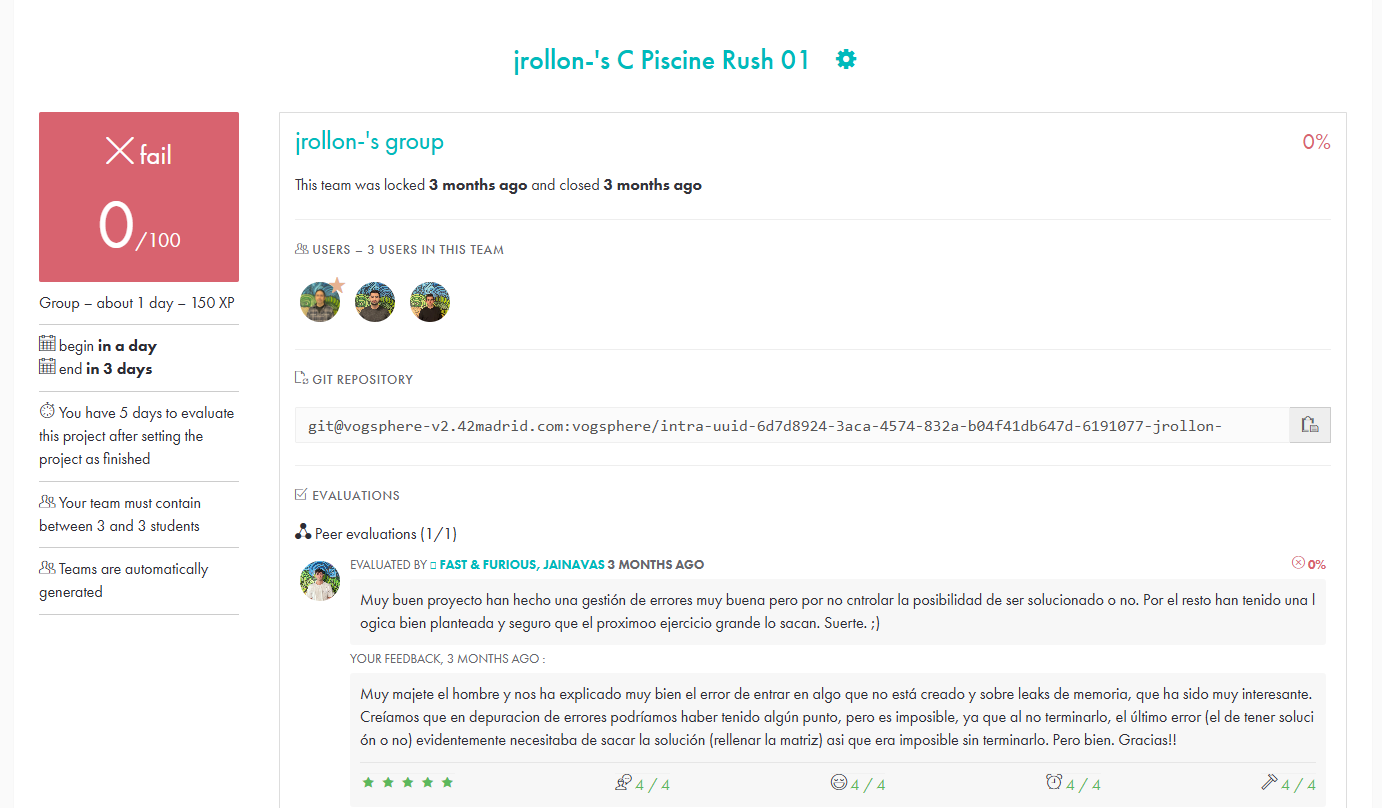 jrollon-'s C Piscine Rush 01
fail
0/100
Group – about 1 day – 150 XP
begin in a day
end in 3 days
You have 5 days to evaluate
this project after setting the
project as finished
Your team must contain
between 3 and 3 students
Teams are automatically
generated
jrollon-'s group
0%
This team was locked 3 months ago and closed 3 months ago
USERS – 3 USERS IN THIS TEAM
GIT REPOSITORY
git@vogsphere-v2.42madrid.com:vogsphere/intra-uuid-6d7d8924-3aca-4574-832a-b04f41db647d-6191077-jrollon-
EVALUATIONS
Peer evaluations (1/1)
EVALUATED BY ▯ FAST & FURIOUS, JAINAVAS 3 MONTHS AGO
0%
Muy buen proyecto han hecho una gestión de errores muy buena pero por no cntrolar la posibilidad de ser solucionado o no. Por el resto han tenido una l
ogica bien planteada y seguro que el proximoo ejercicio grande lo sacan. Suerte. ;)
YOUR FEEDBACK, 3 MONTHS AGO :
Muy majete el hombre y nos ha explicado muy bien el error de entrar en algo que no está creado y sobre leaks de memoria, que ha sido muy interesante.
Creíamos que en depuracion de errores podríamos haber tenido algún punto, pero es imposible, ya que al no terminarlo, el último error (el de tener soluci
ón o no) evidentemente necesitaba de sacar la solución (rellenar la matriz) asi que era imposible sin terminarlo. Pero bien. Gracias!!
4 / 4
4 / 4
4 / 4
4 / 4